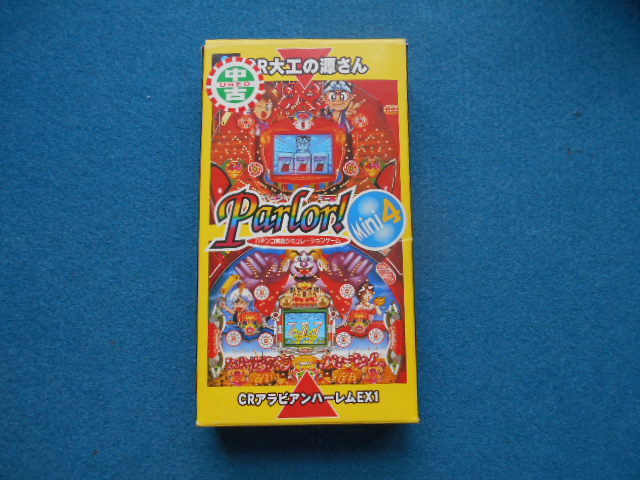 CR大工の源さん
中
USED
古
777
Parlor!
Mini 4
パチンコ実機シミュレーションゲーム
CRアラビアンハーレムEX1